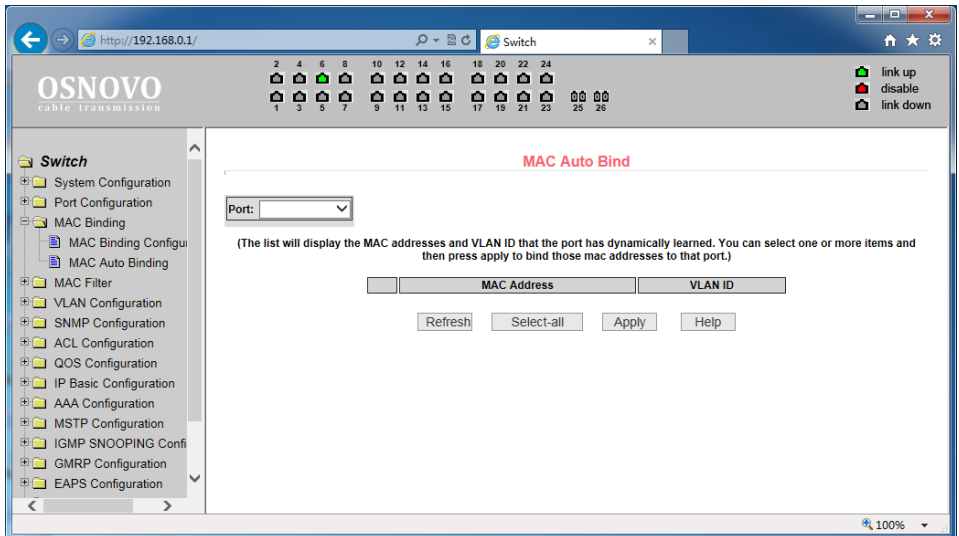 http://192.168.0.1/
Switch
OSNOVO
cable transmission
2 4 6 8 10 12 14 16 18 20 22 24
1 3 5 7 9 11 13 15 17 19 21 23 25 26
link up
disable
link down
Switch
System Configuration
Port Configuration
MAC Binding
MAC Binding Configu
MAC Auto Binding
MAC Filter
VLAN Configuration
SNMP Configuration
ACL Configuration
QOS Configuration
IP Basic Configuration
AAA Configuration
MSTP Configuration
IGMP SNOOPING Confi
GMRP Configuration
EAPS Configuration
MAC Auto Bind
Port:
(The list will display the MAC addresses and VLAN ID that the port has dynamically learned. You can select one or more items and
then press apply to bind those mac addresses to that port.)
MAC Address VLAN ID
Refresh Select-all Apply Help
100%